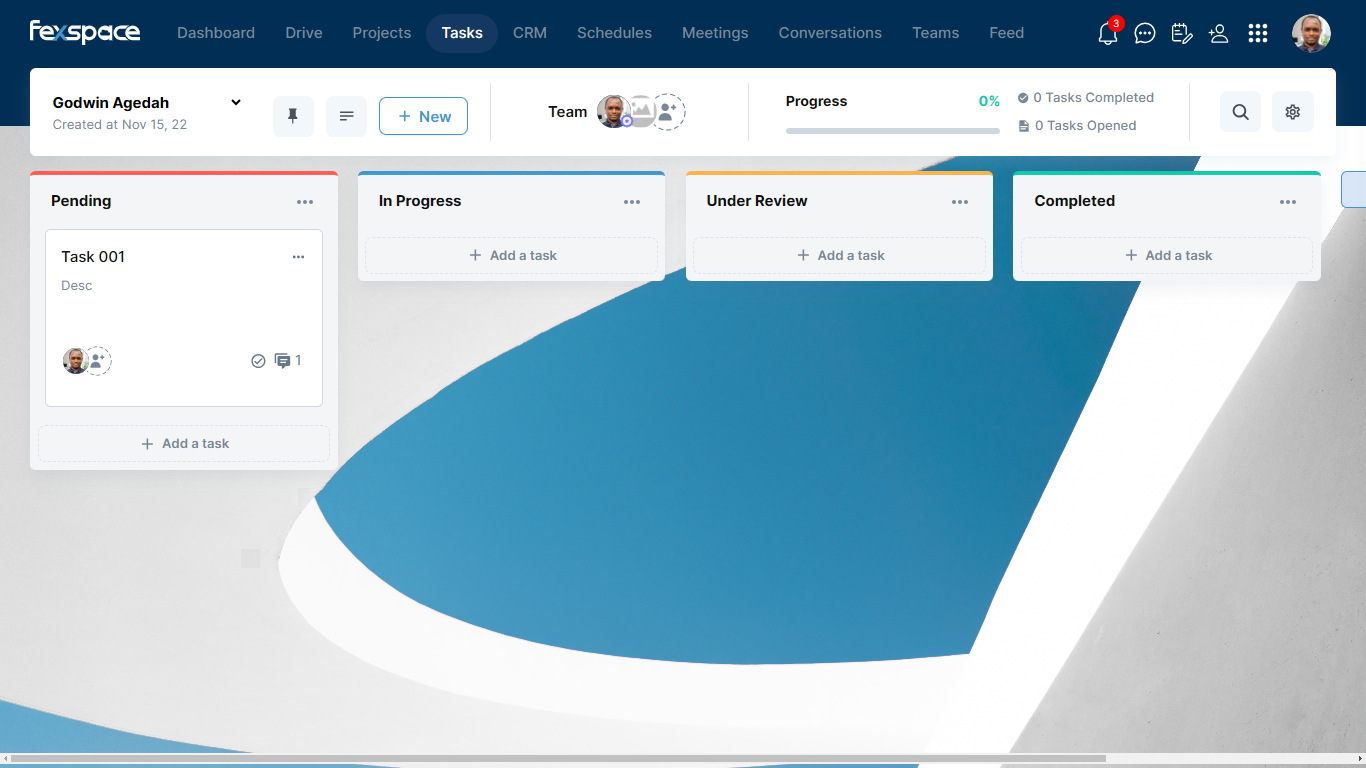 fexspace
Dashboard
Drive
Projects
Tasks
CRM
Schedules
Meetings
Conversations
Teams
Feed
3
Godwin Agedah
Created at Nov 15, 22
New
Team
Progress
0%
0 Tasks Completed
0 Tasks Opened
Pending
Task 001
Desc
1
Add a task
In Progress
Add a task
Under Review
Add a task
Completed
Add a task